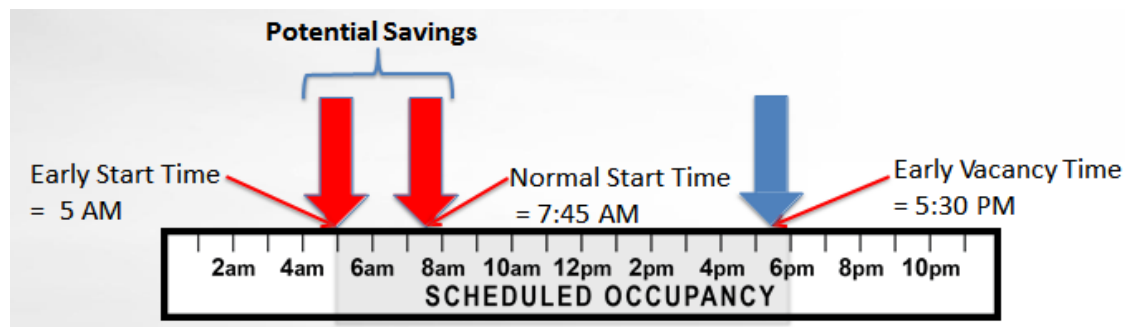 Potential Savings
Early Start Time
= 5 AM
Normal Start Time
= 7:45 AM
Early Vacancy Time
= 5:30 PM
2am 4am 6am 8am 10am 12pm 2pm 4pm 6pm 8pm 10pm
SCHEDULED OCCUPANCY